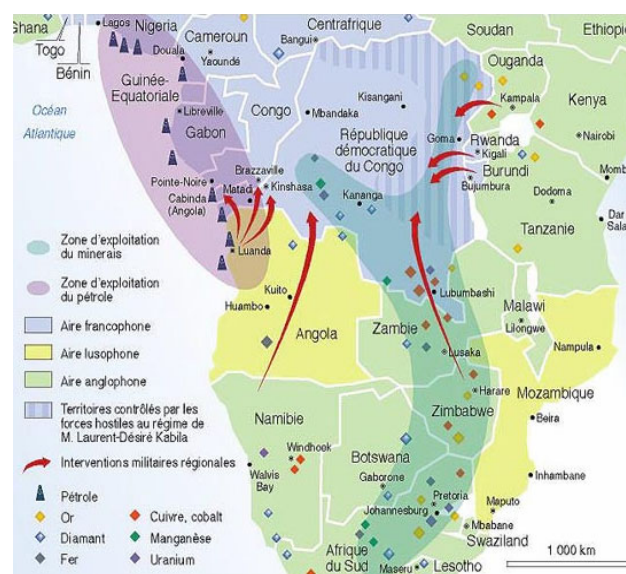 Ghana
Togo
Bénin
Lagos
Nigeria
Douala
Cameroun
Yaoundé
Centrafrique
Bangui
Soudan
Ethiopie
Guinée-
Equatoriale
Libreville
Gabon
Congo
Mbandaka
Kisangani
République
démocratique
du Congo
Ouganda
Kampala
Kenya
Nairobi
Goma
Rwanda
Kigali
Burundi
Bujumbura
Océan
Atlantique
Pointe-Noire
Brazzaville
Matadi
Kinshasa
Cabinda
(Angola)
Kananga
Dodoma
Momb
Dar
Sala
Tanzanie
Luanda
Lubumbashi
Kuito
Huambo
Angola
Zambie
Lusaka
Malawi
Lilongwe
Nampula
Mozambique
Harare
Zimbabwe
Beira
Namibie
Windhoek
Walvis
Bay
Botswana
Gaborone
Pretoria
Johannesburg
Inhambane
Maputo
Mbabane
Swaziland
Afrique
du Sud
Maseru
Lesotho
1 000 km
Zone d'exploitation
du minerais
Zone d'exploitation
du pétrole
Aire francophone
Aire lusophone
Aire anglophone
Territoires contrôlés par les
forces hostiles au régime de
M. Laurent-Désiré Kabila
Interventions militaires régionales
Pétrole
Or
Diamant
Fer
Cuivre, cobalt
Manganèse
Uranium